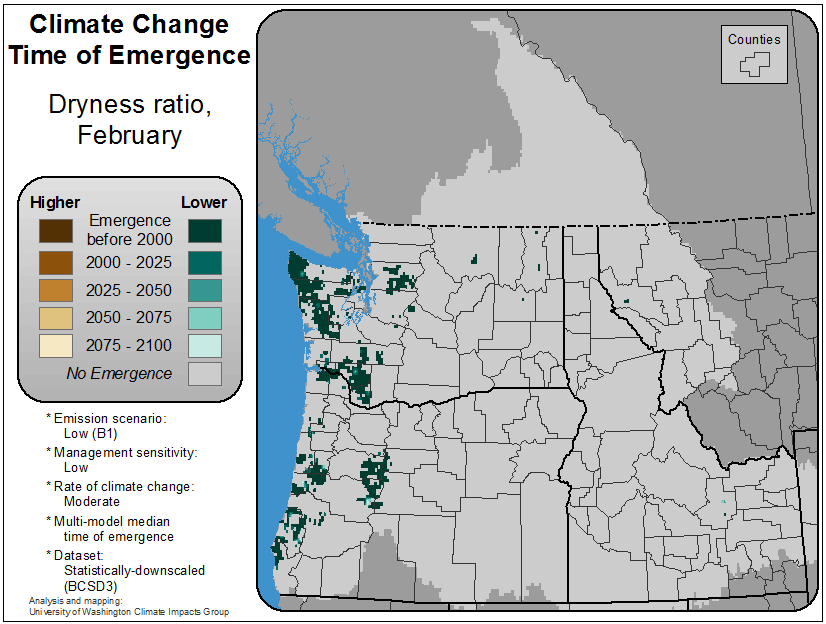 Climate Change
Time of Emergence
Dryness ratio,
February
Higher
Lower
Emergence
before 2000
2000 - 2025
2025 - 2050
2050 - 2075
2075 - 2100
No Emergence
* Emission scenario:
Low (B1)
* Management sensitivity:
Low
* Rate of climate change:
Moderate
* Multi-model median
time of emergence
* Dataset:
Statistically-downscaled
(BCSD3)
Analysis and mapping:
University of Washington Climate Impacts Group
Counties